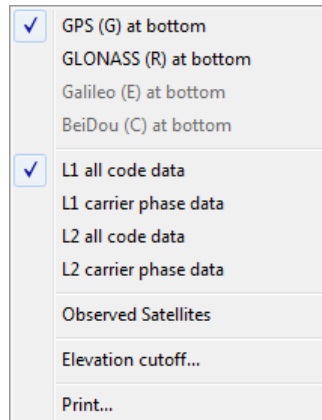 GPS (G) at bottom
GLONASS (R) at bottom
Galileo (E) at bottom
BeiDou (C) at bottom
L1 all code data
L1 carrier phase data
L2 all code data
L2 carrier phase data
Observed Satellites
Elevation cutoff...
Print...